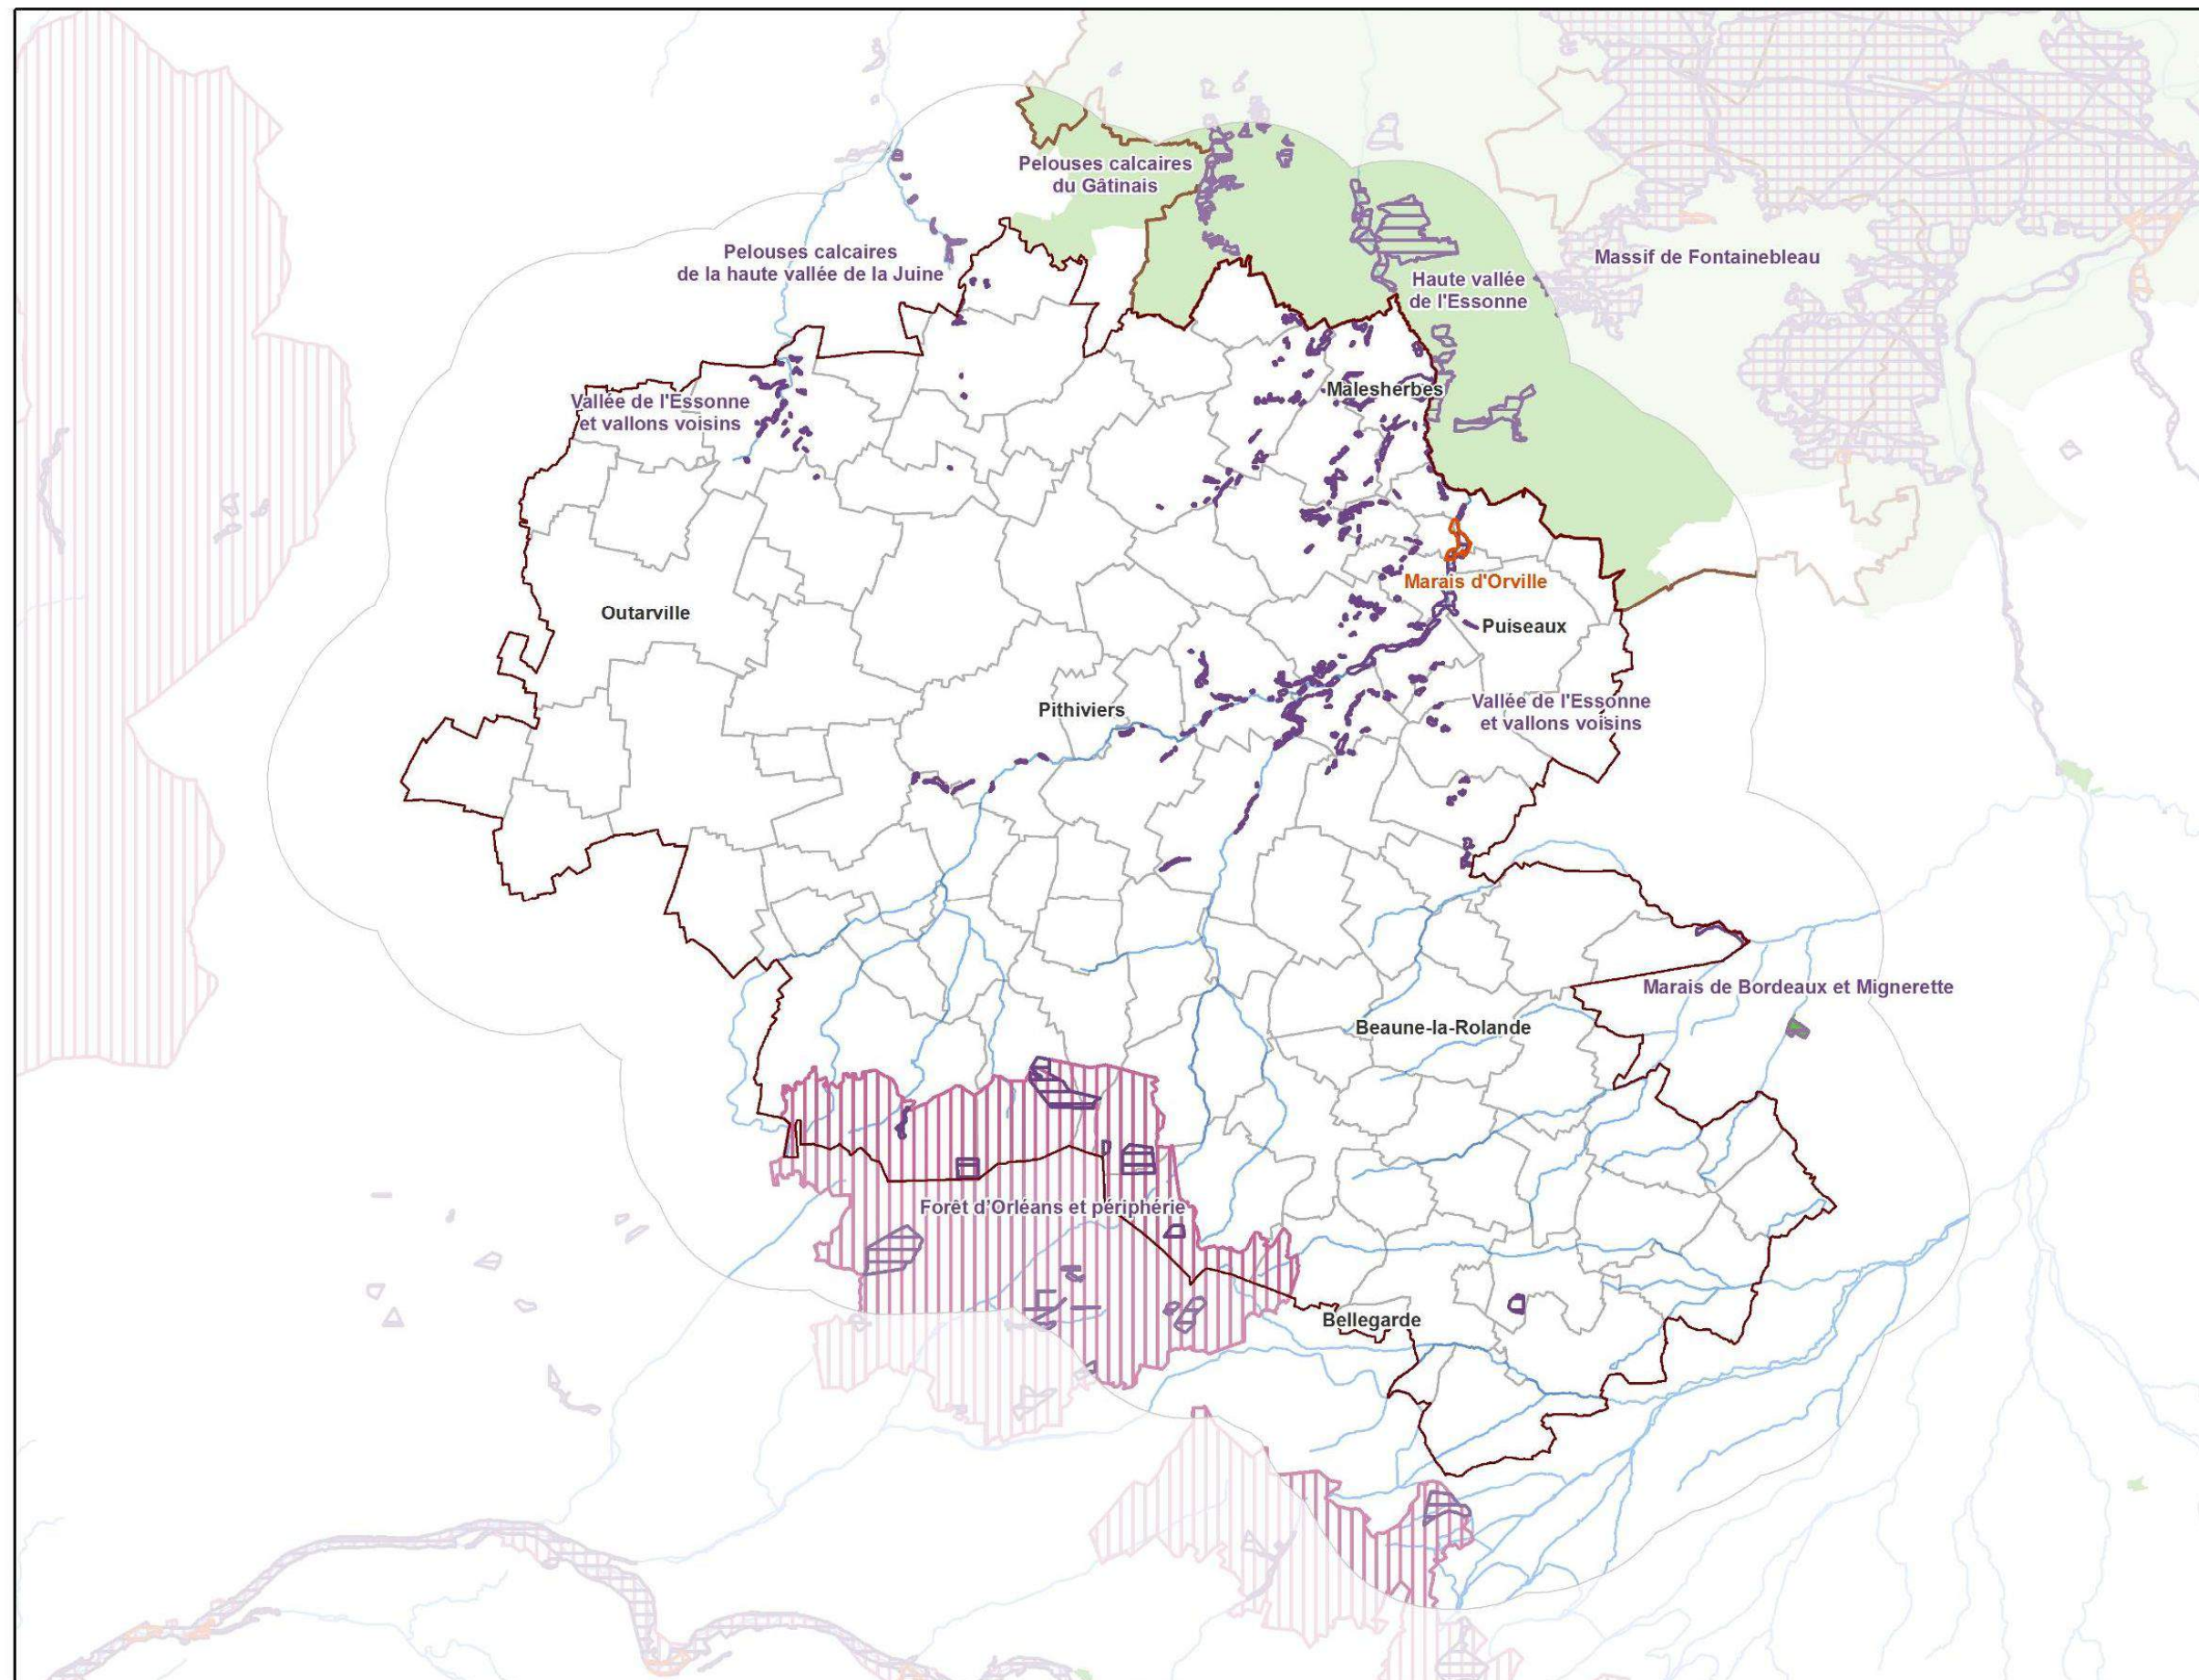 Pelouses calcaires
du Gâtinais
Pelouses calcaires
de la haute vallée de la Juine
Massif de Fontainebleau
Haute vallée
de l'Essonne
Malesherbes
Vallée de l'Essonne
et vallons voisins
Marais d'Orville
Outarville
Puiseaux
Pithiviers
Vallée de l'Essonne
et vallons voisins
Marais de Bordeaux et Mignerette
Beaune-la-Rolande
Forêt d'Orléans et périphérie
Bellegarde